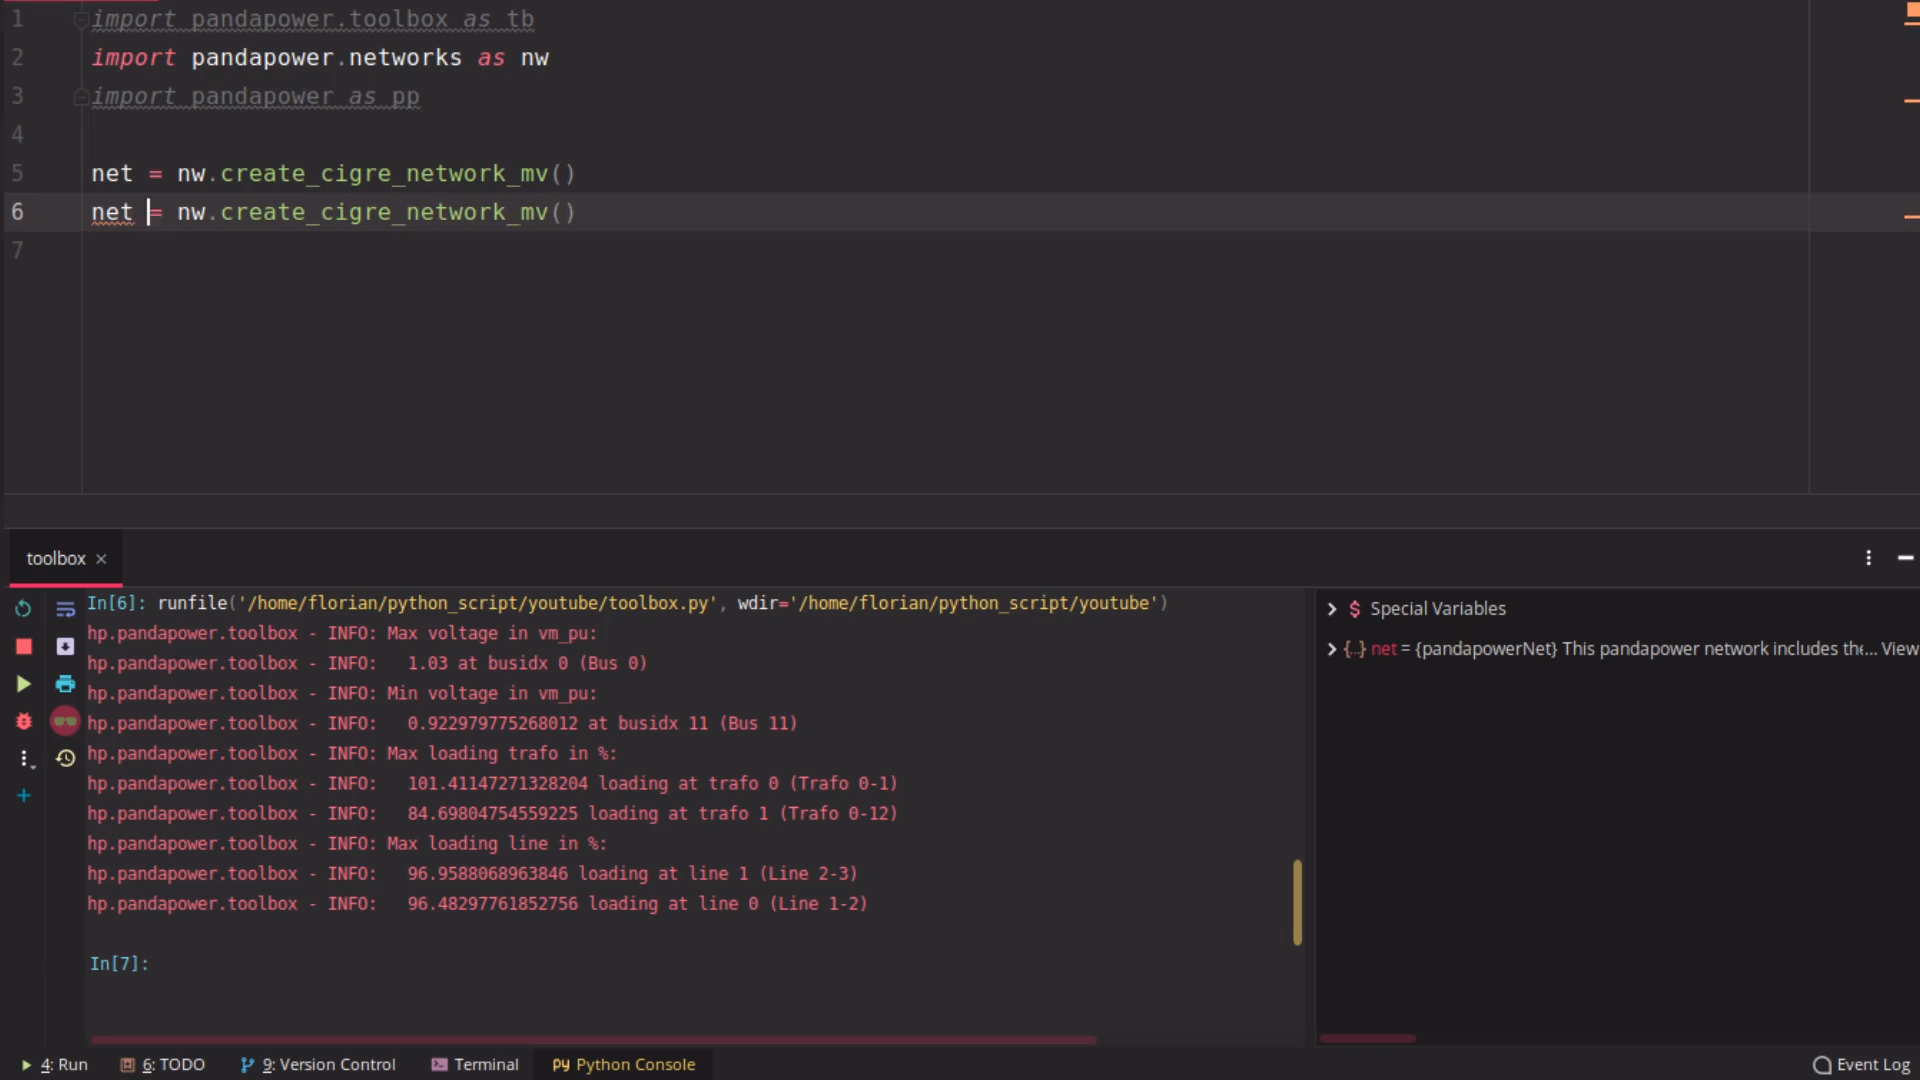 1 import pandapower.toolbox as tb
2 import pandapower.networks as nw
3 import pandapower as pp
4
5 net = nw.create_cigre_network_mv()
6 net = nw.create_cigre_network_mv()
7
toolbox
In[6]: runfile('/home/florian/python_script/youtube/toolbox.py', wdir='/home/florian/python_script/youtube')
hp.pandapower.toolbox - INFO: Max voltage in vm_pu:
hp.pandapower.toolbox - INFO:   1.03 at busidx 0 (Bus 0)
hp.pandapower.toolbox - INFO: Min voltage in vm_pu:
hp.pandapower.toolbox - INFO:   0.922979775268012 at busidx 11 (Bus 11)
hp.pandapower.toolbox - INFO: Max loading trafo in %:
hp.pandapower.toolbox - INFO:   101.41147271328204 loading at trafo 0 (Trafo 0-1)
hp.pandapower.toolbox - INFO:   84.69804754559225 loading at trafo 1 (Trafo 0-12)
hp.pandapower.toolbox - INFO: Max loading line in %:
hp.pandapower.toolbox - INFO:   96.9588068963846 loading at line 1 (Line 2-3)
hp.pandapower.toolbox - INFO:   96.48297761852756 loading at line 0 (Line 1-2)
In[7]:
Special Variables
{..} net = {pandapowerNet} This pandapower network includes the... View
4: Run
6: TODO
9: Version Control
Terminal
Python Console
Event Log